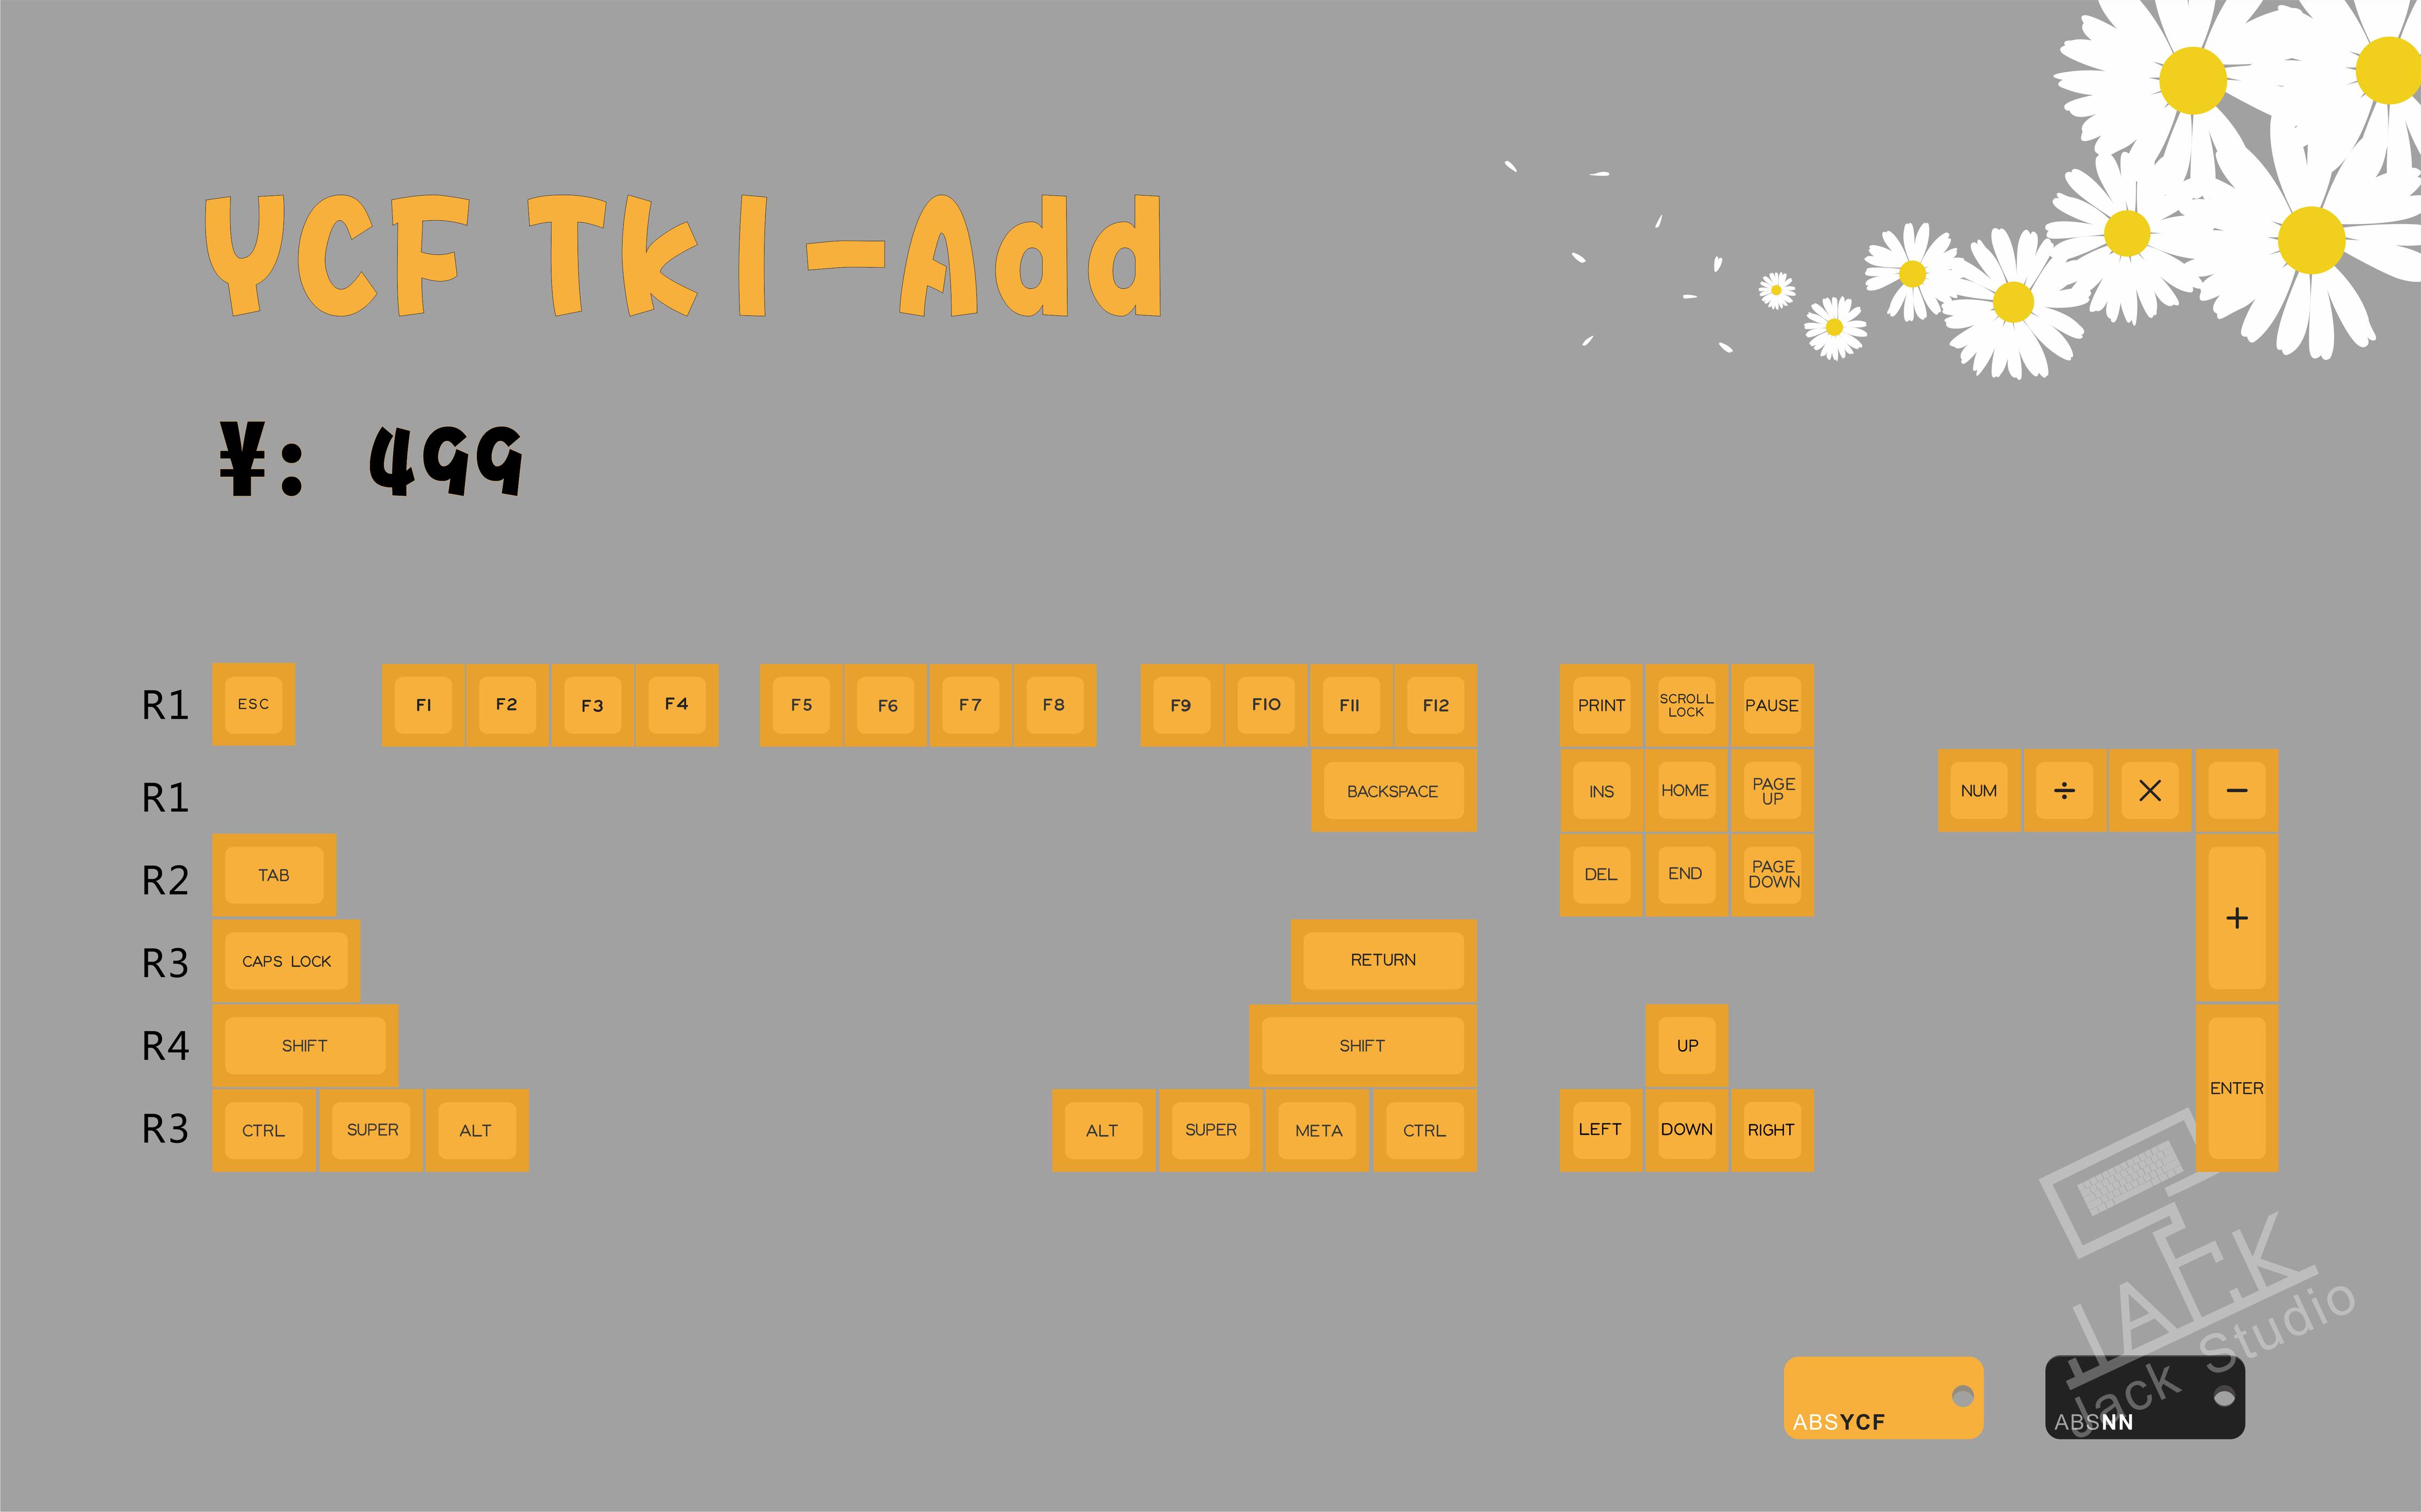 YCF Tkl-Add
¥: 499
R1 ESC F1 F2 F3 F4 F5 F6 F7 F8 F9 F10 F11 F12 PRINT SCROLL LOCK PAUSE
R1 BACKSPACE INS HOME PAGE UP NUM ÷ × −
R2 TAB DEL END PAGE DOWN +
R3 CAPS LOCK RETURN
R4 SHIFT SHIFT UP ENTER
R3 CTRL SUPER ALT ALT SUPER META CTRL LEFT DOWN RIGHT
JACK
Jack Studio
ABSYCF ABSNN